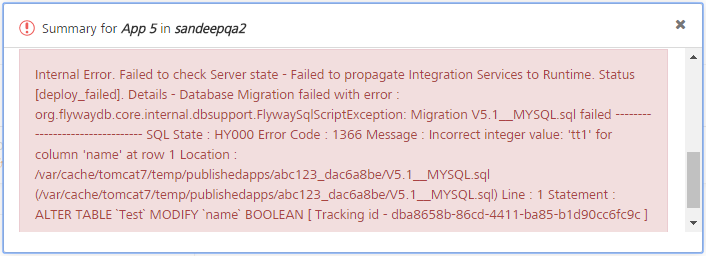 Summary for App 5 in sandeepqa2
Internal Error. Failed to check Server state - Failed to propagate Integration Services to Runtime. Status
[deploy_failed]. Details - Database Migration failed with error :
org.flywaydb.core.internal.dbsupport.FlywaySqlScriptException: Migration V5.1__MYSQL.sql failed --------
------------------------- SQL State : HY000 Error Code : 1366 Message : Incorrect integer value: 'tt1' for
column 'name' at row 1 Location :
/var/cache/tomcat7/temp/publishedapps/abc123_dac6a8be/V5.1__MYSQL.sql
(/var/cache/tomcat7/temp/publishedapps/abc123_dac6a8be/V5.1__MYSQL.sql) Line : 1 Statement :
ALTER TABLE `Test` MODIFY `name` BOOLEAN [ Tracking id - dba8658b-86cd-4411-ba85-b1d90cc6fc9c ]